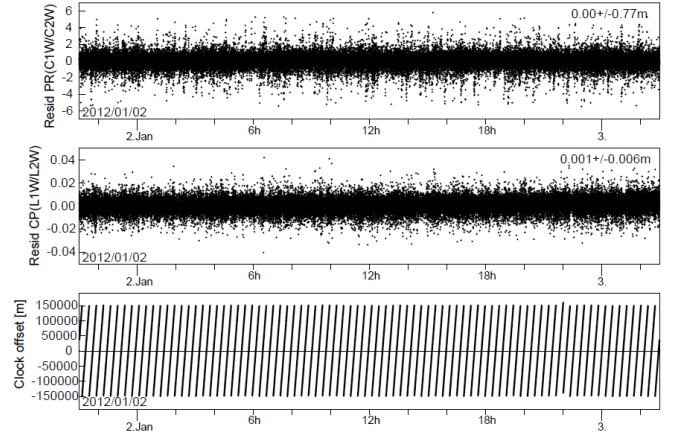 Resid PR(C1W/C2W)
6
4
2
0
-2
-4
-6
0.00+/-0.77m
2012/01/02
2.Jan 6h 12h 18h 3.
Resid CP(L1W/L2W)
0.04
0.02
0.00
-0.02
-0.04
0.001+/-0.006m
2012/01/02
2.Jan 6h 12h 18h 3.
Clock offset [m]
150000
100000
50000
0
-50000
-100000
-150000
2012/01/02
2.Jan 6h 12h 18h 3.